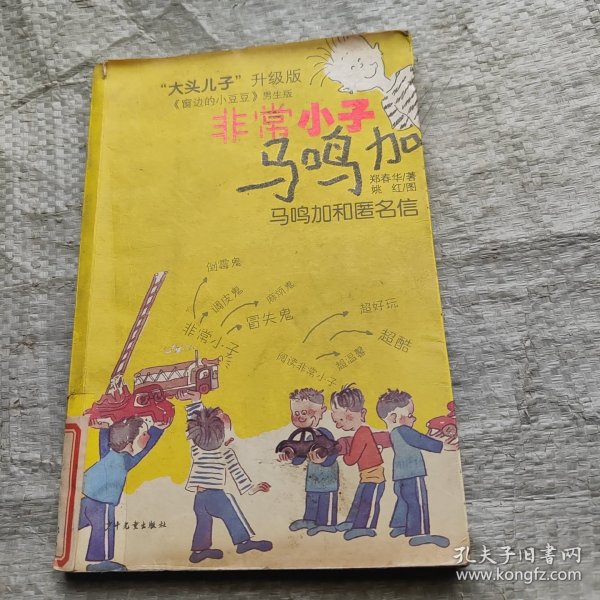 “大头儿子”升级版
《窗边的小豆豆》男生版
非常小子
马鸣加
郑春华/著
姚 红/图
马鸣加和匿名信
倒霉鬼
调皮鬼
麻烦鬼
冒失鬼
非常小子
超好玩
超酷
超温馨
阅读非常小子
少年儿童出版社
孔夫子旧书网
www.kongfz.com